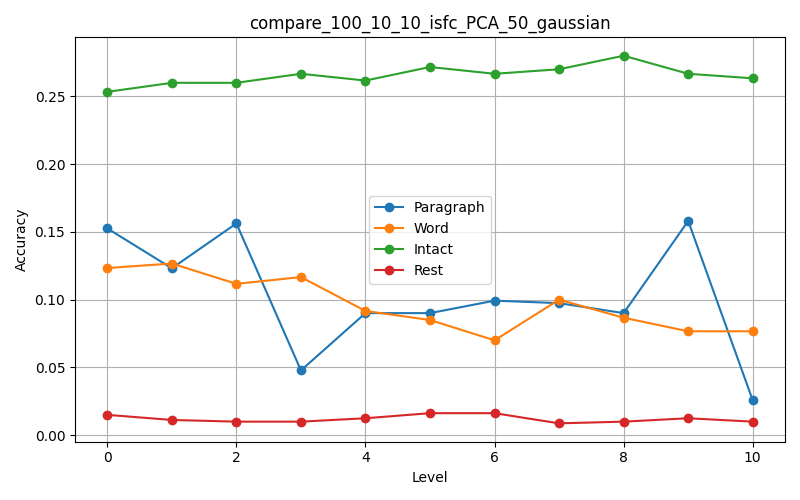 compare_100_10_10_isfc_PCA_50_gaussian
Accuracy
0.25
0.20
0.15
0.10
0.05
0.00
Paragraph
Word
Intact
Rest
0 2 4 6 8 10
Level